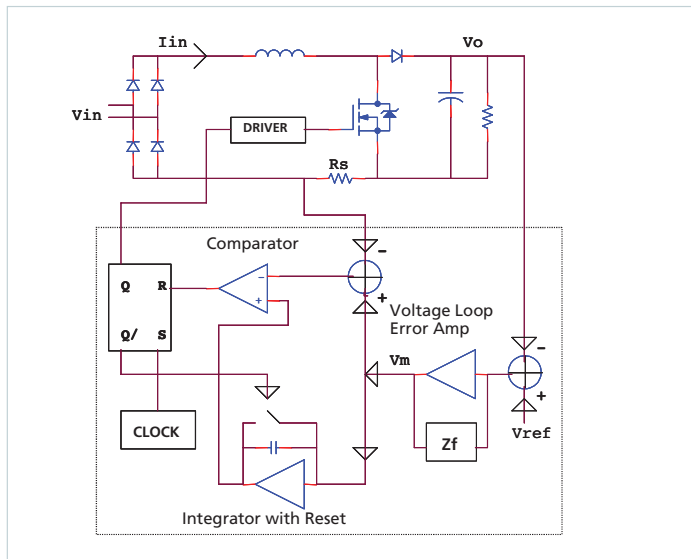 Iin
Vo
Vin
DRIVER
Rs
Comparator
-
+
-
+
Q R
Q/ S
Voltage Loop
Error Amp
Vm
-
+
Vref
CLOCK
Zf
Integrator with Reset